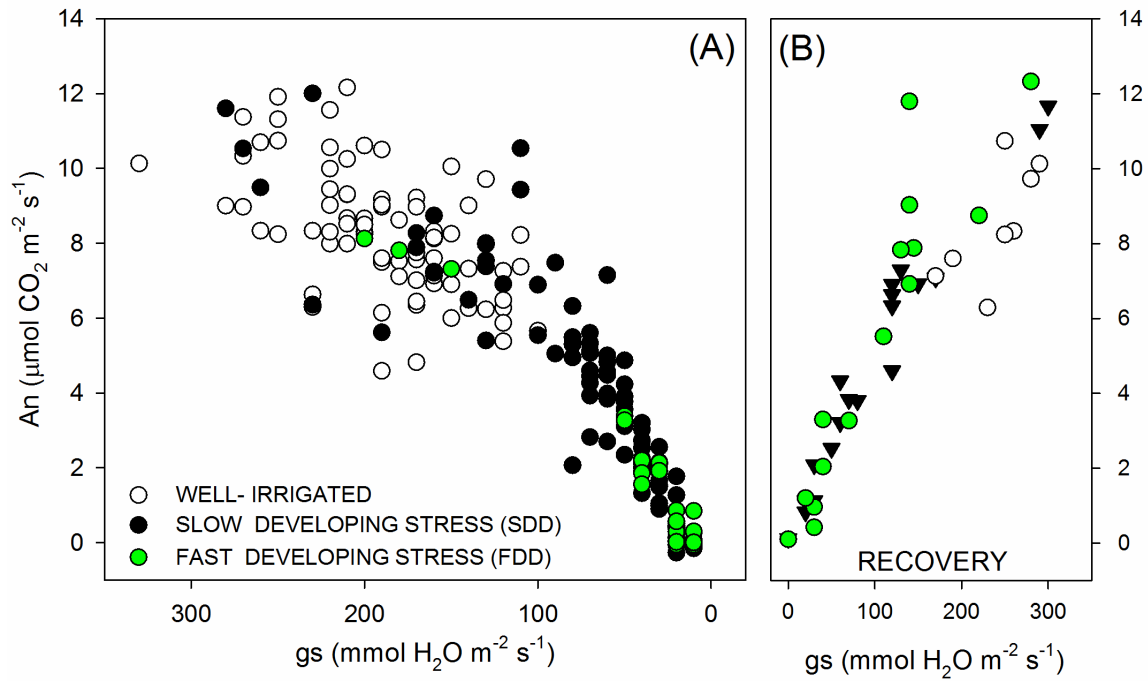 14
12
10
8
6
4
2
0
An (μmol CO2 m-2 s-1)
(A)
WELL- IRRIGATED
SLOW DEVELOPING STRESS (SDD)
FAST DEVELOPING STRESS (FDD)
300 200 100 0
gs (mmol H2O m-2 s-1)
(B)
RECOVERY
14
12
10
8
6
4
2
0
0 100 200 300
gs (mmol H2O m-2 s-1)